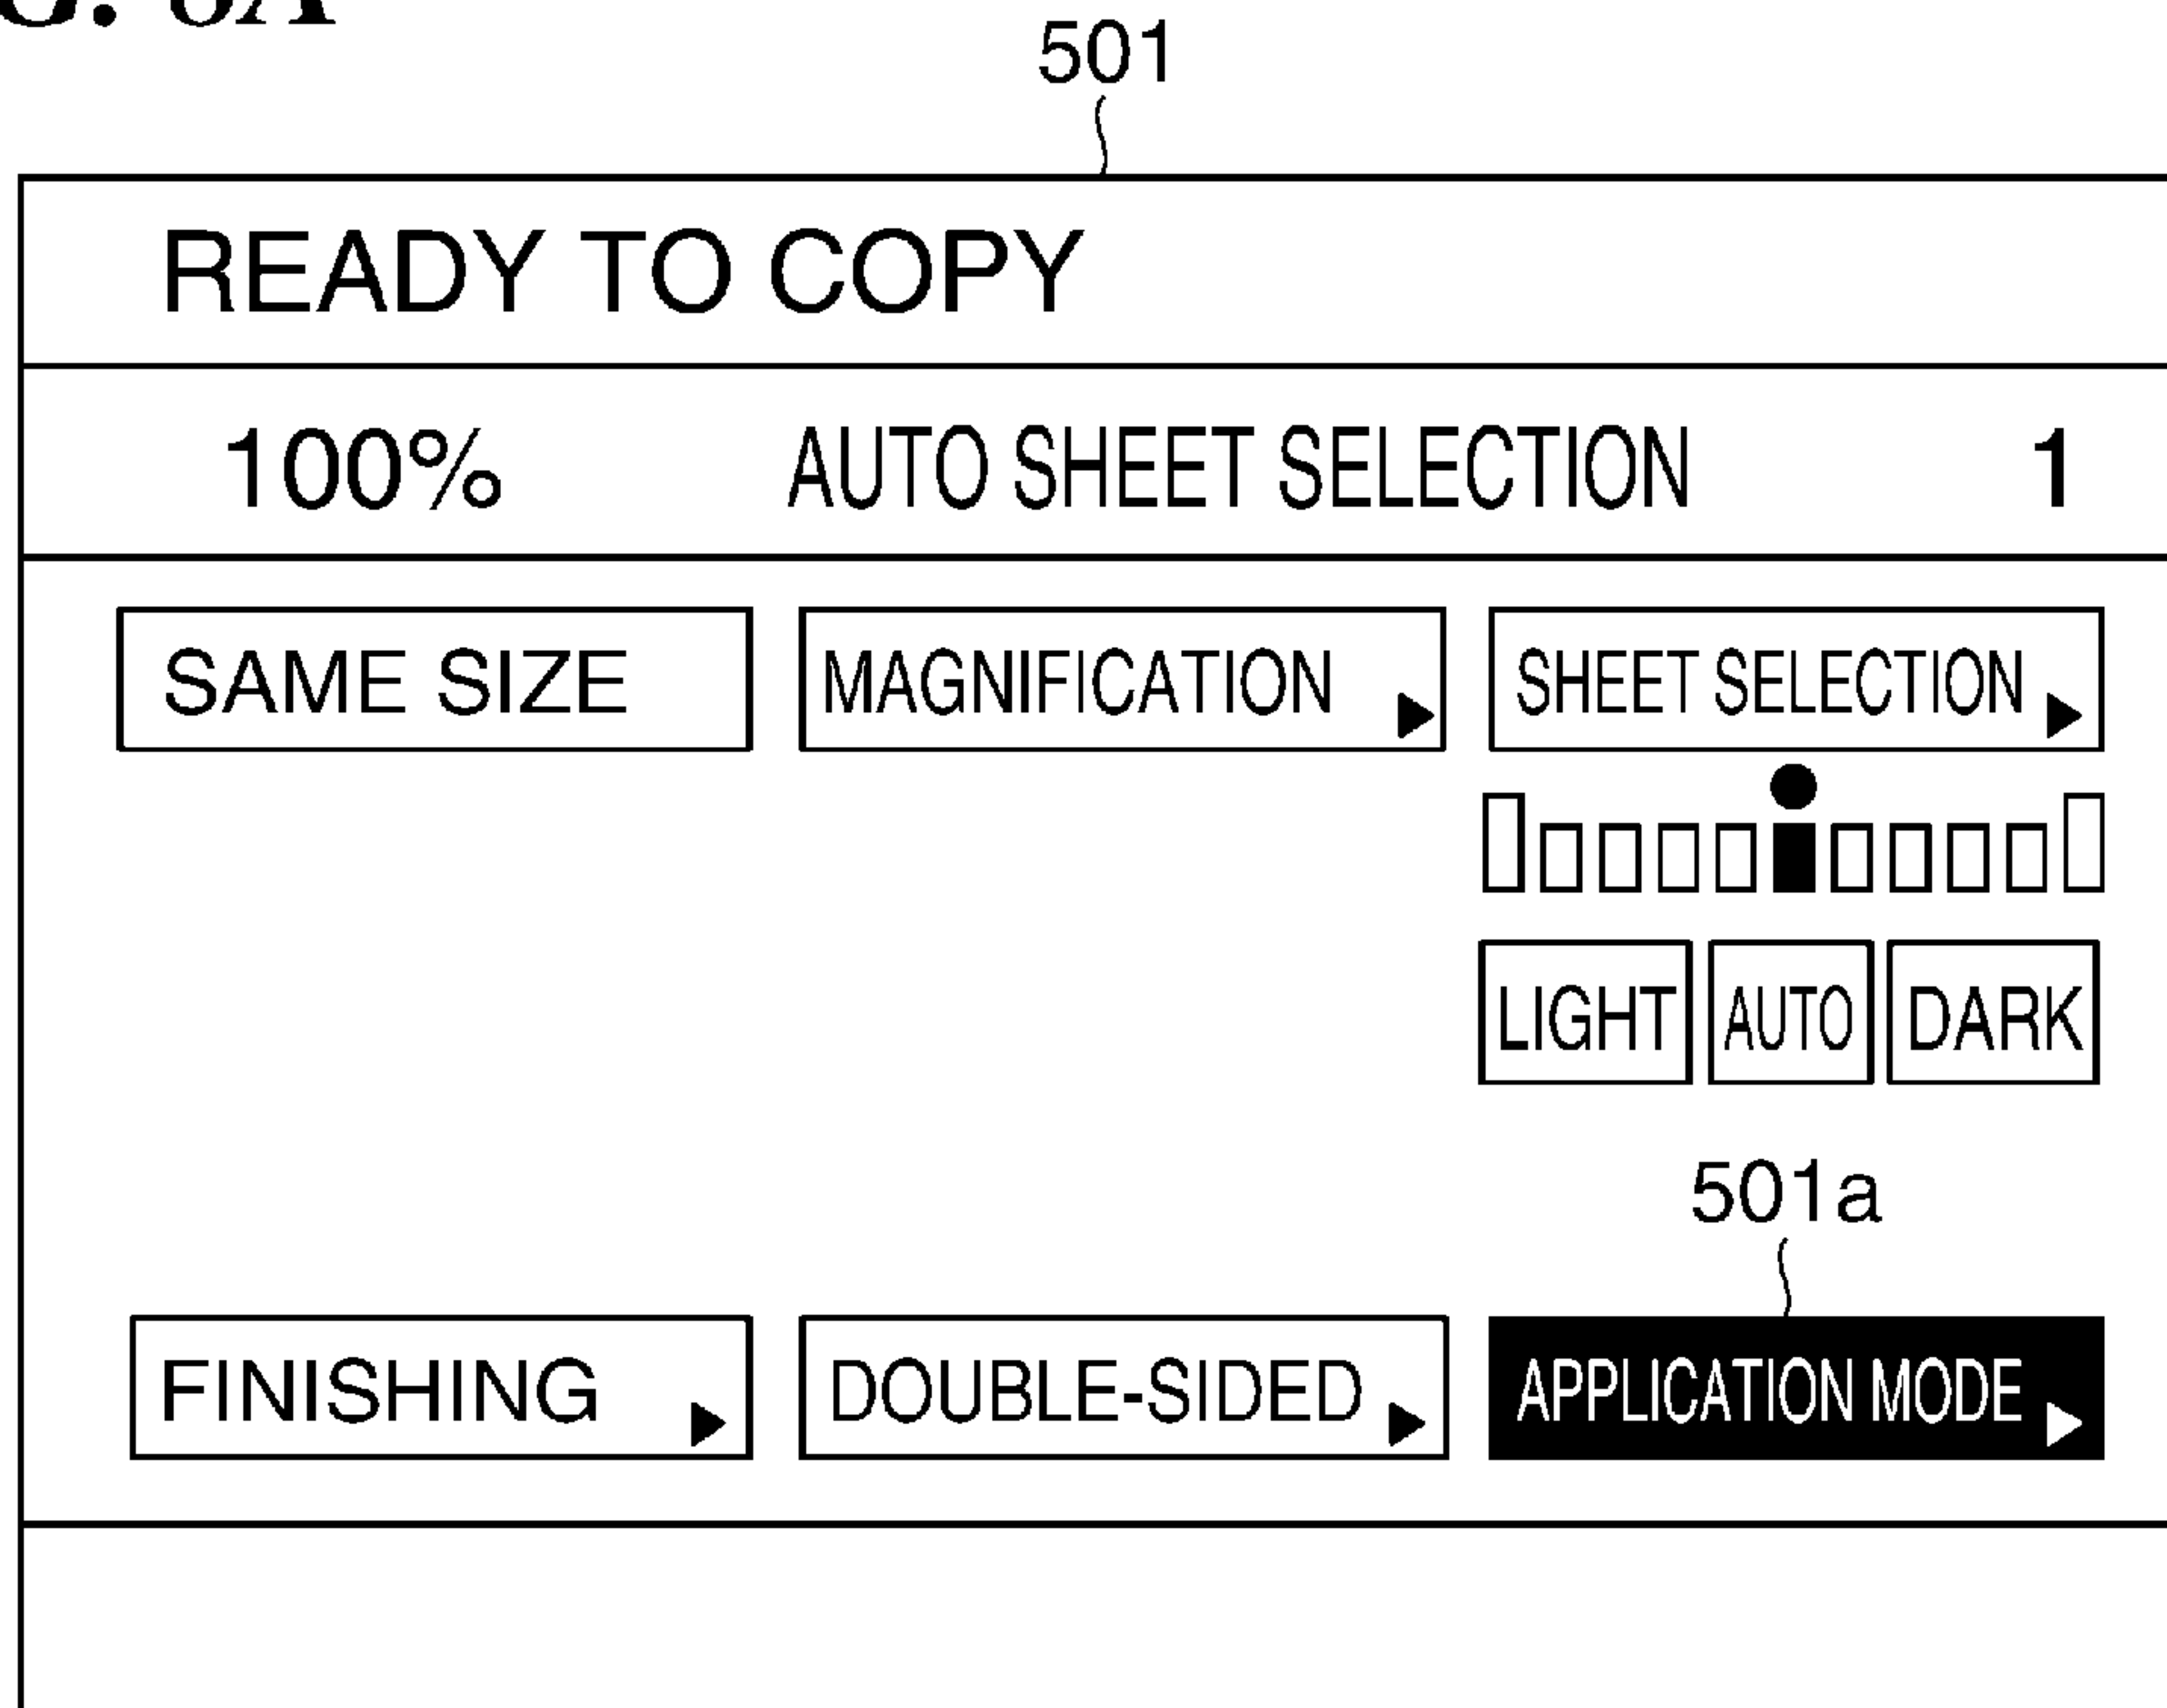 501
READY TO COPY
100% AUTO SHEET SELECTION 1
SAME SIZE MAGNIFICATION SHEET SELECTION
LIGHT AUTO DARK
501a
FINISHING DOUBLE-SIDED APPLICATION MODE